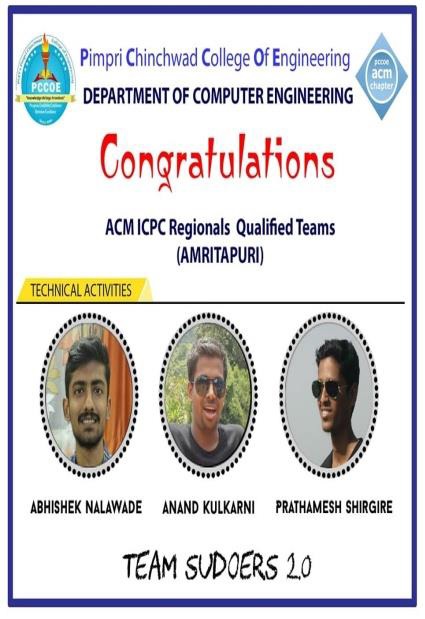 Pimpri Chinchwad College Of Engineering
PCCOE
pccoe
acm
chapter
DEPARTMENT OF COMPUTER ENGINEERING
Congratulations
ACM ICPC Regionals Qualified Teams
(AMRITAPURI)
TECHNICAL ACTIVITIES
ABHISHEK NALAWADE ANAND KULKARNI PRATHAMESH SHIRGIRE
TEAM SUDOERS 2.0